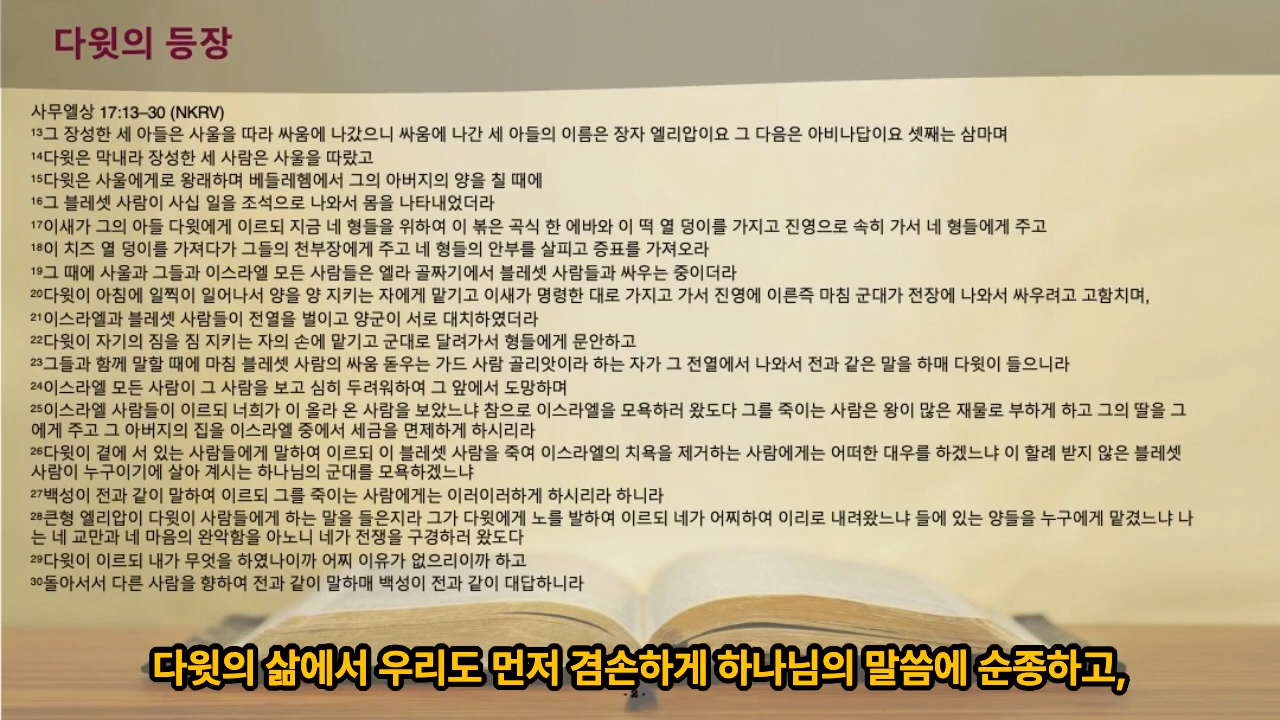 다윗의 등장
사무엘상 17:13–30 (NKRV)
¹³그 장성한 세 아들은 사울을 따라 싸움에 나갔으니 싸움에 나간 세 아들의 이름은 장자 엘리압이요 그 다음은 아비나답이요 셋째는 삼마며
¹⁴다윗은 막내라 장성한 세 사람은 사울을 따랐고
¹⁵다윗은 사울에게로 왕래하며 베들레헴에서 그의 아버지의 양을 칠 때에
¹⁶그 블레셋 사람이 사십 일을 조석으로 나와서 몸을 나타내었더라
¹⁷이새가 그의 아들 다윗에게 이르되 지금 네 형들을 위하여 이 볶은 곡식 한 에바와 이 떡 열 덩이를 가지고 진영으로 속히 가서 네 형들에게 주고
¹⁸이 치즈 열 덩이를 가져다가 그들의 천부장에게 주고 네 형들의 안부를 살피고 증표를 가져오라
¹⁹그 때에 사울과 그들과 이스라엘 모든 사람들은 엘라 골짜기에서 블레셋 사람들과 싸우는 중이더라
²⁰다윗이 아침에 일찍이 일어나서 양을 양 지키는 자에게 맡기고 이새가 명령한 대로 가지고 가서 진영에 이른즉 마침 군대가 전장에 나와서 싸우려고 고함치며,
²¹이스라엘과 블레셋 사람들이 전열을 벌이고 양군이 서로 대치하였더라
²²다윗이 자기의 짐을 짐 지키는 자의 손에 맡기고 군대로 달려가서 형들에게 문안하고
²³그들과 함께 말할 때에 마침 블레셋 사람의 싸움 돋우는 가드 사람 골리앗이라 하는 자가 그 전열에서 나와서 전과 같은 말을 하매 다윗이 들으니라
²⁴이스라엘 모든 사람이 그 사람을 보고 심히 두려워하여 그 앞에서 도망하며
²⁵이스라엘 사람들이 이르되 너희가 이 올라 온 사람을 보았느냐 참으로 이스라엘을 모욕하러 왔도다 그를 죽이는 사람은 왕이 많은 재물로 부하게 하고 그의 딸을 그
에게 주고 그 아버지의 집을 이스라엘 중에서 세금을 면제하게 하시리라
²⁶다윗이 곁에 서 있는 사람들에게 말하여 이르되 이 블레셋 사람을 죽여 이스라엘의 치욕을 제거하는 사람에게는 어떠한 대우를 하겠느냐 이 할례 받지 않은 블레셋
사람이 누구이기에 살아 계시는 하나님의 군대를 모욕하겠느냐
²⁷백성이 전과 같이 말하여 이르되 그를 죽이는 사람에게는 이러이러하게 하시리라 하니라
²⁸큰형 엘리압이 다윗이 사람들에게 하는 말을 들은지라 그가 다윗에게 노를 발하여 이르되 네가 어찌하여 이리로 내려왔느냐 들에 있는 양들을 누구에게 맡겼느냐 나
는 네 교만과 네 마음의 완악함을 아노니 네가 전쟁을 구경하러 왔도다
²⁹다윗이 이르되 내가 무엇을 하였나이까 어찌 이유가 없으리이까 하고
³⁰돌아서서 다른 사람을 향하여 전과 같이 말하매 백성이 전과 같이 대답하니라
다윗의 삶에서 우리도 먼저 겸손하게 하나님의 말씀에 순종하고,